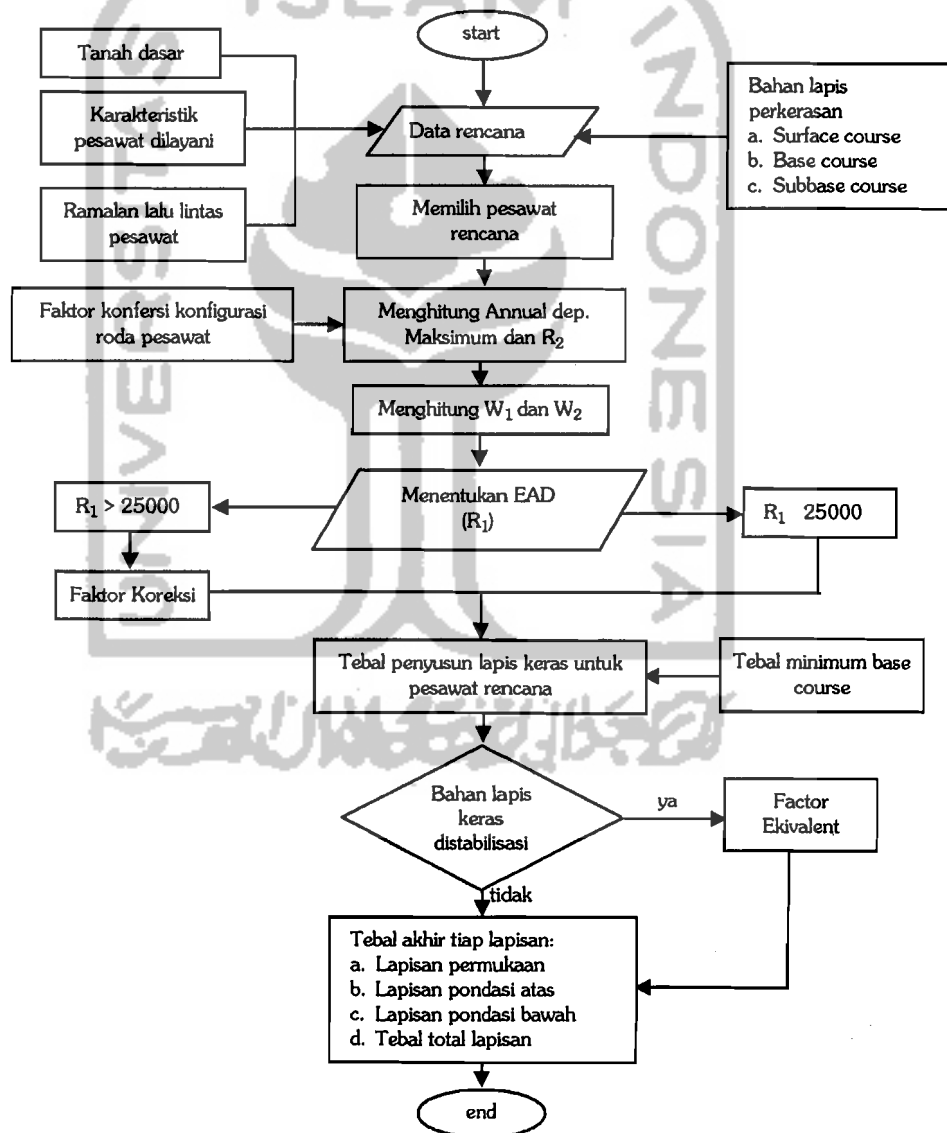 ISLAM
UNIVERSITAS
INDONESIA
start
Tanah dasar
Karakteristik
pesawat dilayani
Ramalan lalu lintas
pesawat
Data rencana
Bahan lapis
perkerasan
a. Surface course
b. Base course
c. Subbase course
Memilih pesawat
rencana
Faktor konfersi konfigurasi
roda pesawat
Menghitung Annual dep.
Maksimum dan R2
Menghitung W1 dan W2
Menentukan EAD
(R1)
R1 > 25000
R1 25000
Faktor Koreksi
Tebal penyusun lapis keras untuk
pesawat rencana
Tebal minimum base
course
Bahan lapis
keras
distabilisasi
ya
Factor
Ekivalent
tidak
Tebal akhir tiap lapisan:
a. Lapisan permukaan
b. Lapisan pondasi atas
c. Lapisan pondasi bawah
d. Tebal total lapisan
end